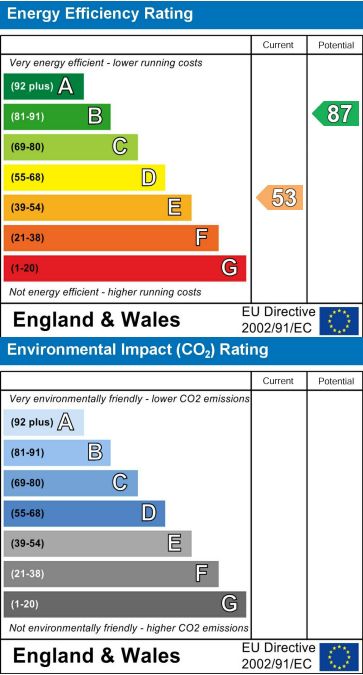 Energy Efficiency Rating
Current Potential
Very energy efficient - lower running costs
(92 plus) A
(81-91) B
87
(69-80) C
(55-68) D
(39-54) E
53
(21-38) F
(1-20) G
Not energy efficient - higher running costs
England & Wales
EU Directive
2002/91/EC
Environmental Impact (CO₂) Rating
Current Potential
Very environmentally friendly - lower CO2 emissions
(92 plus) A
(81-91) B
(69-80) C
(55-68) D
(39-54) E
(21-38) F
(1-20) G
Not environmentally friendly - higher CO2 emissions
England & Wales
EU Directive
2002/91/EC